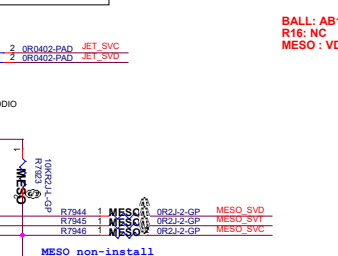 BALL: AB1
R16: NC
MESO : VD
2 0R0402-PAD JET_SVC
2 0R0402-PAD JET_SVD
DIO
1
R7923
10KR2J-L-GP
MESO
R7944 1 MESO 0R2J-2-GP MESO_SVD
R7945 1 MESO 0R2J-2-GP MESO_SVT
R7946 1 MESO 0R2J-2-GP MESO_SVC
MESO non-install